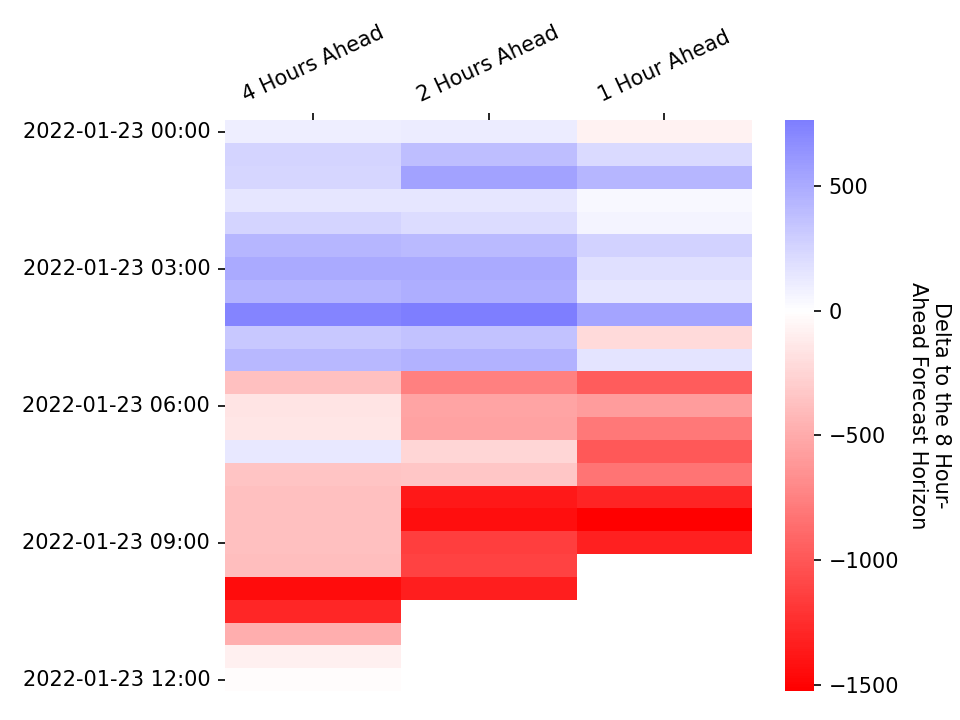 4 Hours Ahead
2 Hours Ahead
1 Hour Ahead
2022-01-23 00:00
2022-01-23 03:00
2022-01-23 06:00
2022-01-23 09:00
2022-01-23 12:00
500
0
−500
−1000
−1500
Delta to the 8 Hour-
Ahead Forecast Horizon